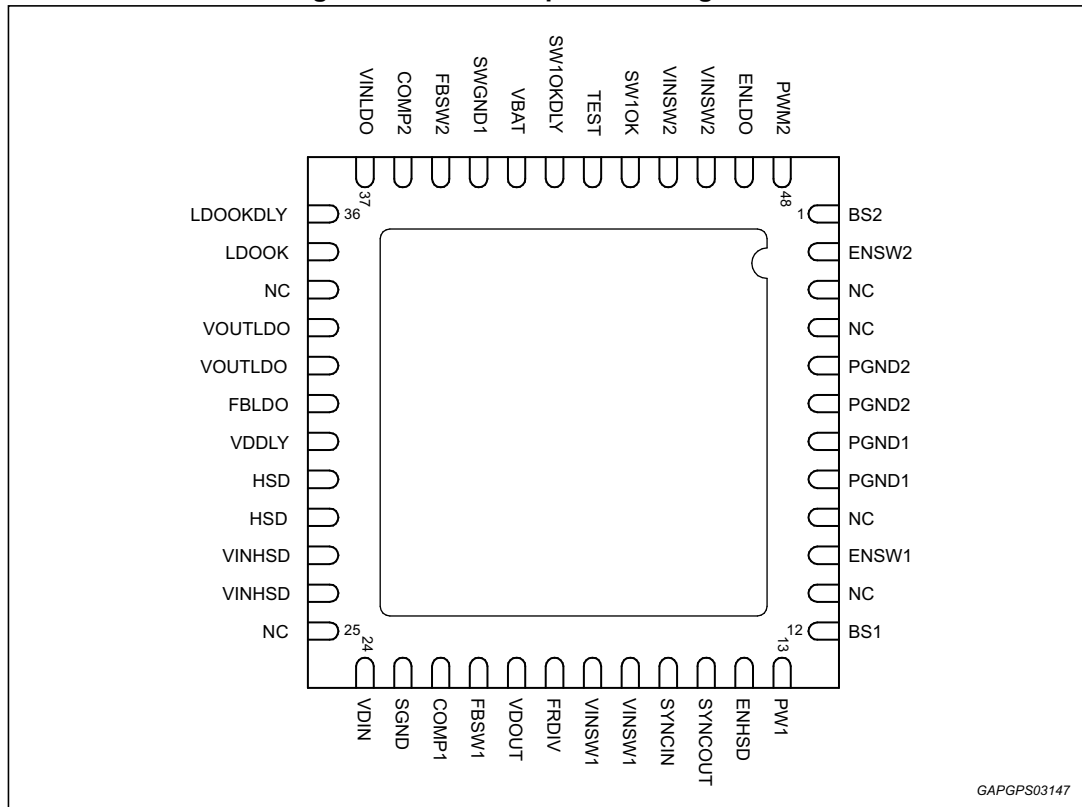 VINLDO
COMP2
FBSW2
SWGND1
VBAT
SW1OKDLY
TEST
SW1OK
VINSW2
VINSW2
ENLDO
PWM2
37
48
LDOOKDLY 36
LDOOK
NC
VOUTLDO
VOUTLDO
FBLDO
VDDLY
HSD
HSD
VINHSD
VINHSD
NC 25
1 BS2
ENSW2
NC
NC
PGND2
PGND2
PGND1
PGND1
NC
ENSW1
NC
12 BS1
24
13
VDIN
SGND
COMP1
FBSW1
VDOUT
FRDIV
VINSW1
VINSW1
SYNCIN
SYNCOUT
ENHSD
PW1
GAPGPS03147